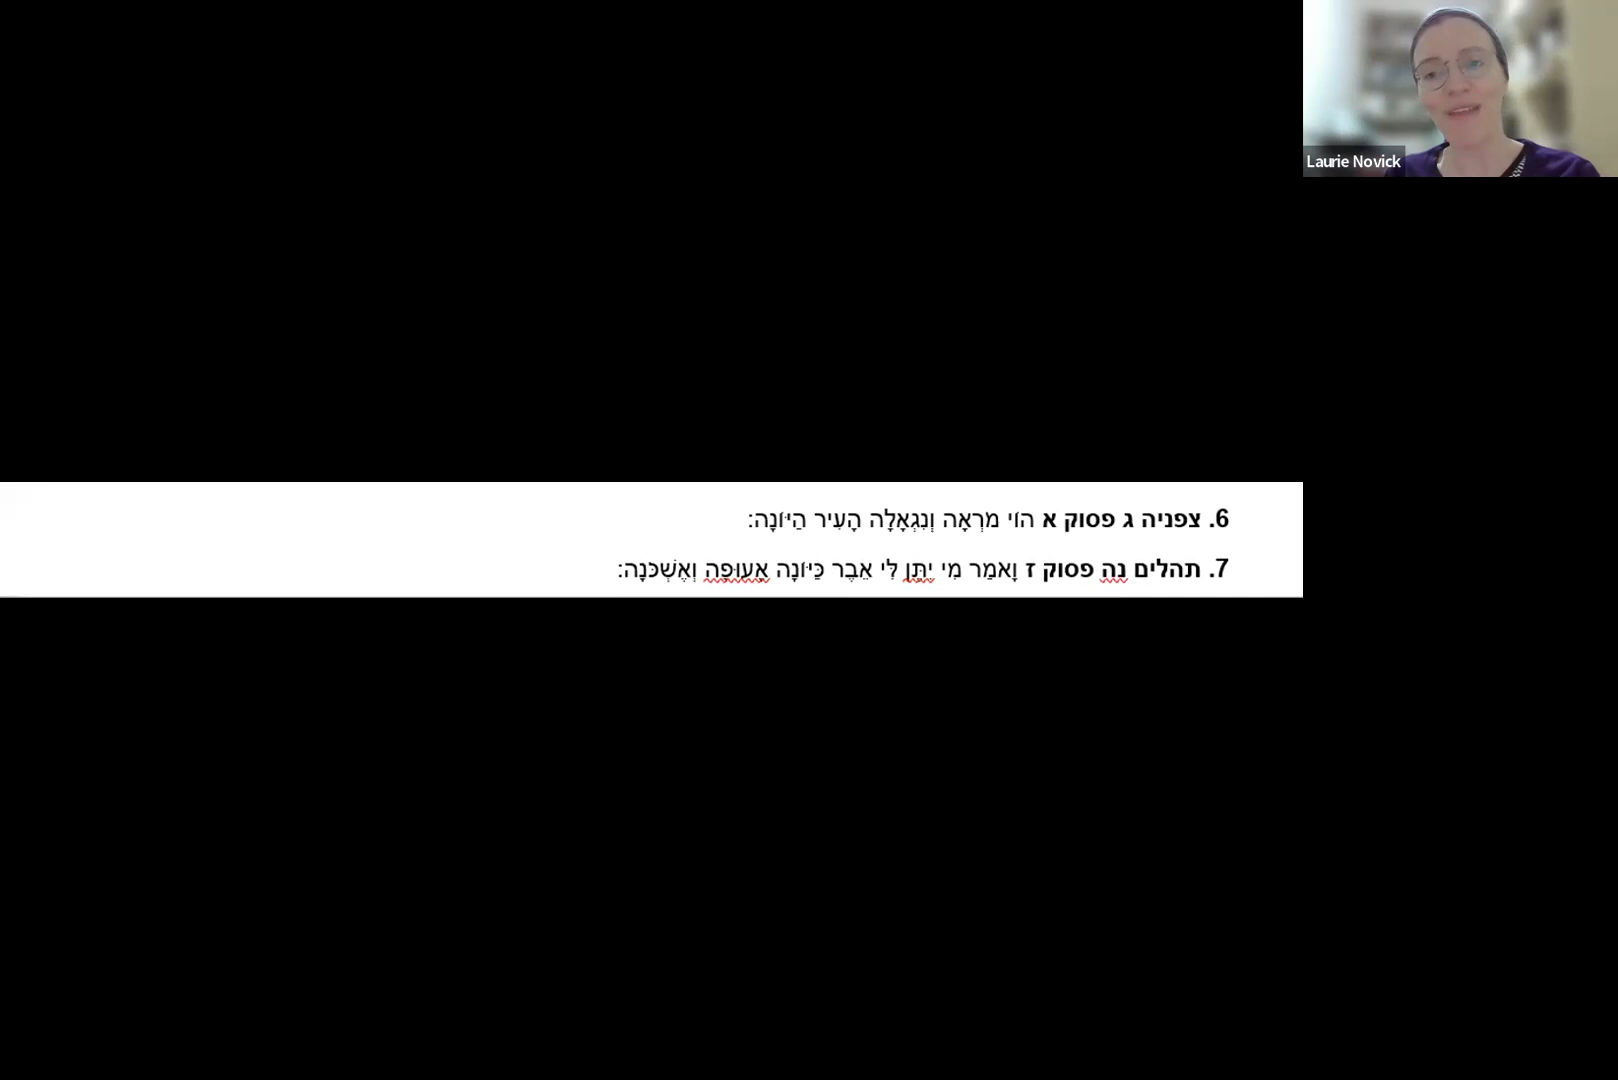 Laurie Novick
6. צפניה ג פסוק א הוֹי מֹרְאָה וְנִגְאָלָה הָעִיר הַיּוֹנָה:
7. תהלים נה פסוק ז וָאֹמַר מִי יִתֶּן לִּי אֵבֶר כַּיּוֹנָה אָעוּפָה וְאֶשְׁכֹּנָה: